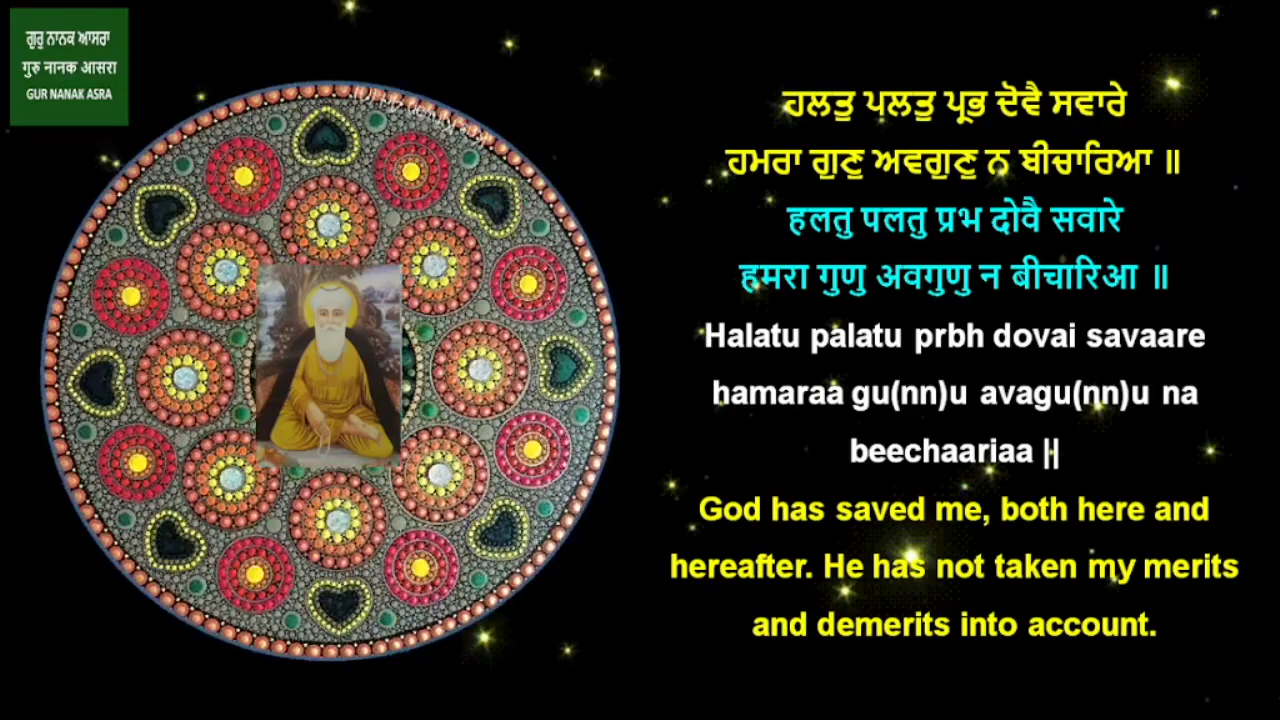 ਗੁਰੁ ਨਾਨਕ ਆਸਰਾ
गुरु नानक आसरा
GUR NANAK ASRA
ਹਲਤੁ ਪਲਤੁ ਪ੍ਰਭ ਦੋਵੈ ਸਵਾਰੇ
ਹਮਰਾ ਗੁਣੁ ਅਵਗੁਣੁ ਨ ਬੀਚਾਰਿਆ ॥
हलतु पलतु प्रभ दोवै सवारे
हमरा गुणु अवगुणु न बीचारिआ ॥
Halatu palatu prbh dovai savaare
hamaraa gu(nn)u avagu(nn)u na
beechaariaa ||
God has saved me, both here and
hereafter. He has not taken my merits
and demerits into account.